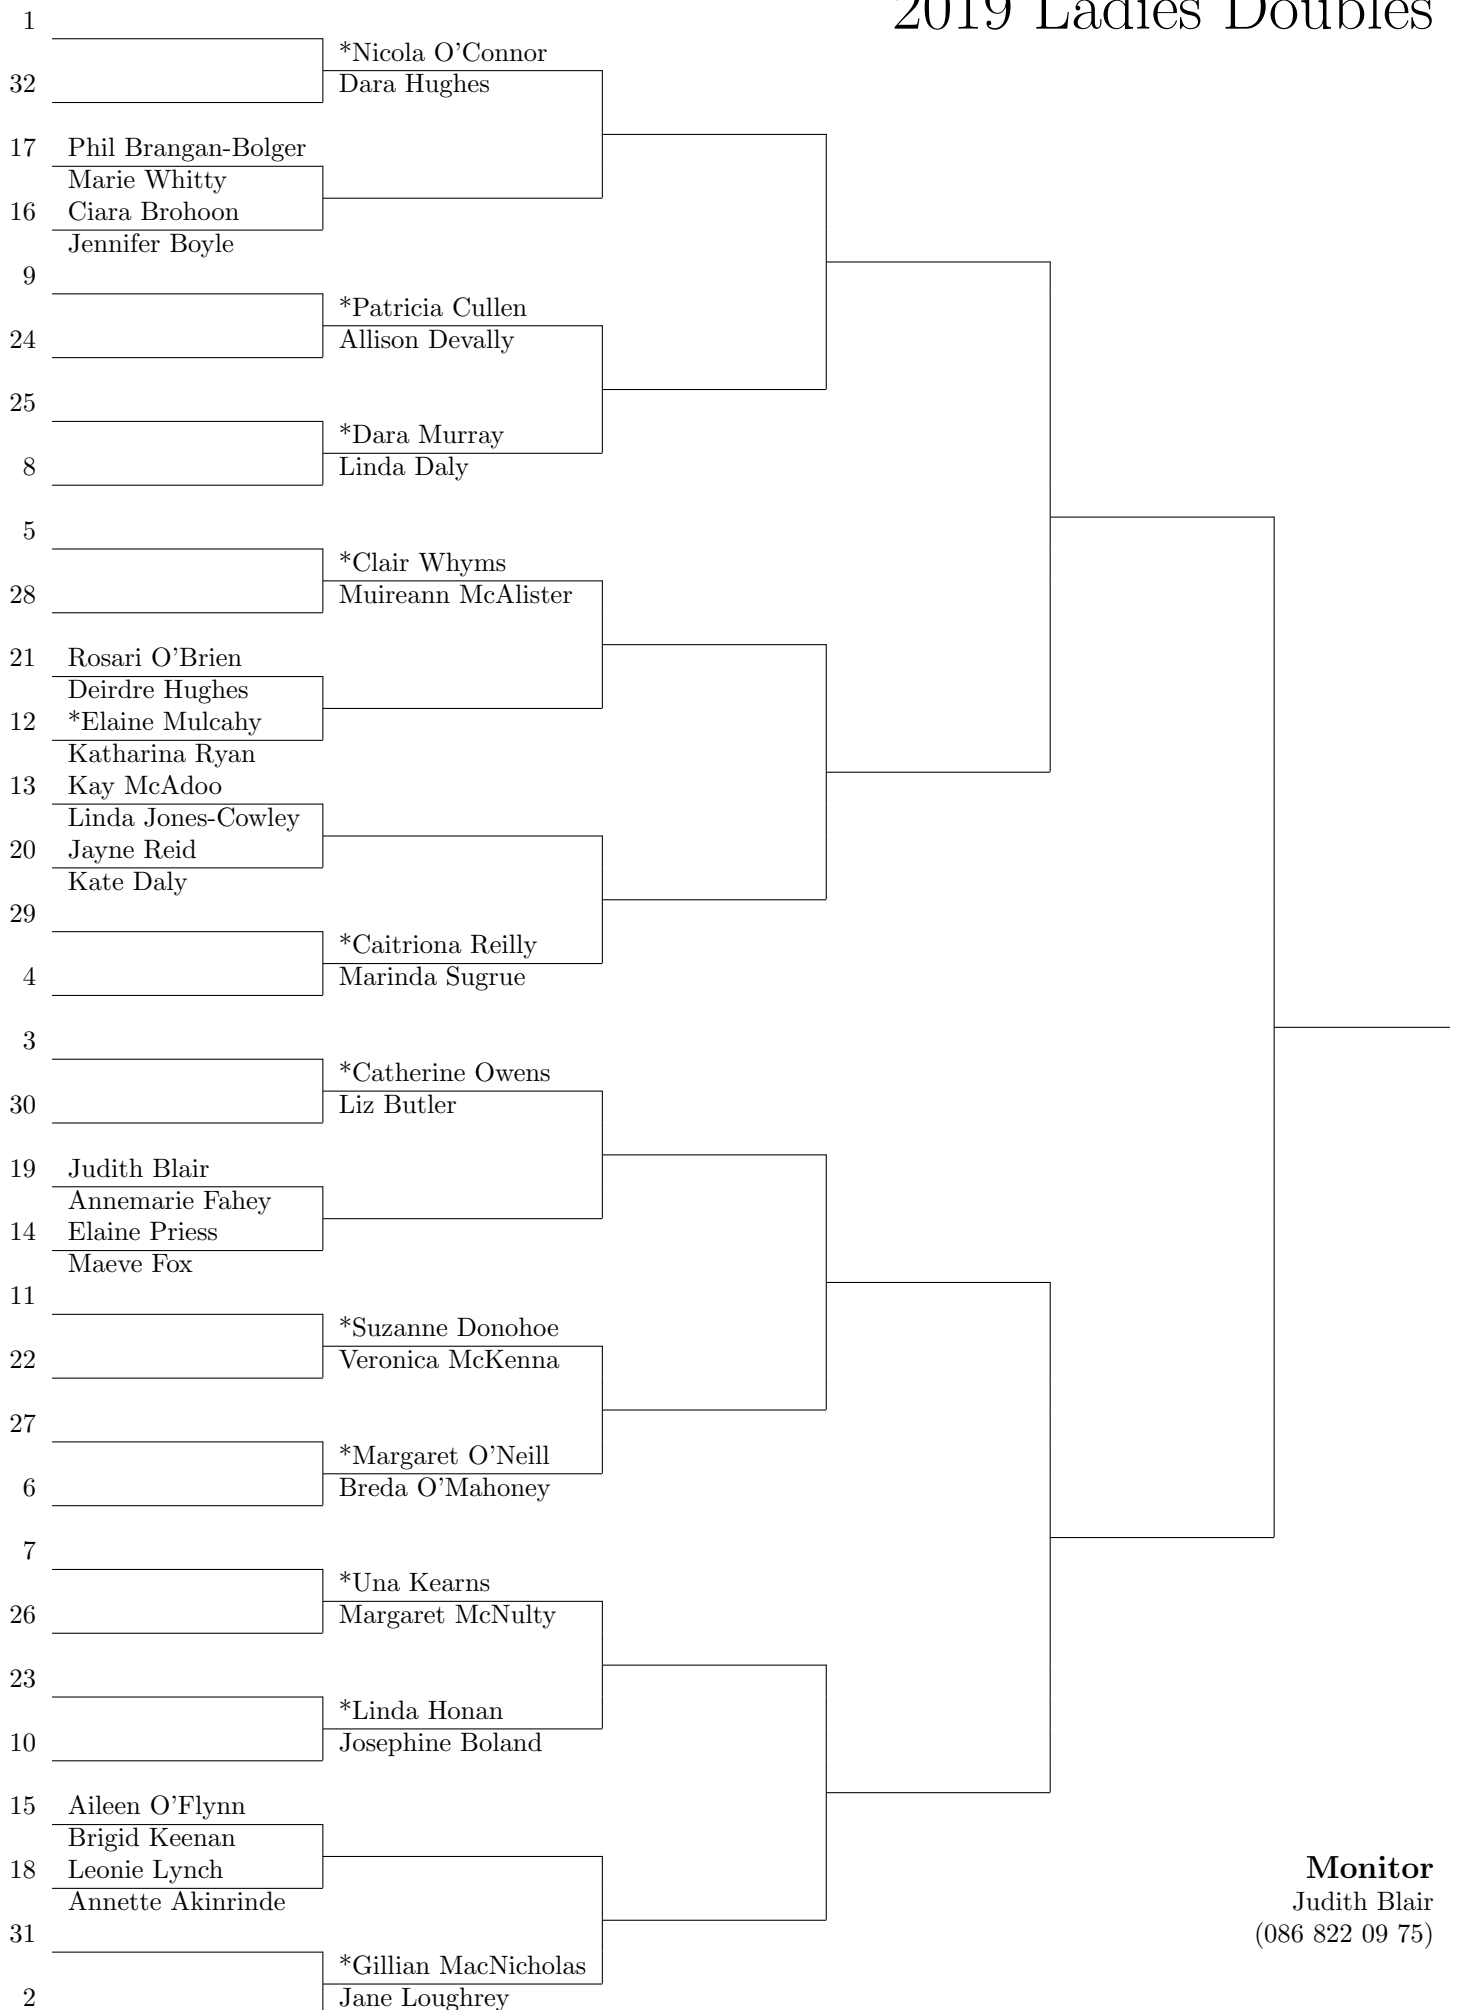 2019 Ladies Doubles
1
*Nicola O'Connor
32
Dara Hughes
17 Phil Brangan-Bolger
Marie Whitty
16 Ciara Brohoon
Jennifer Boyle
9
*Patricia Cullen
24
Allison Devally
25
*Dara Murray
8
Linda Daly
5
*Clair Whyms
28
Muireann McAlister
21 Rosari O'Brien
Deirdre Hughes
12 *Elaine Mulcahy
Katharina Ryan
13 Kay McAdoo
Linda Jones-Cowley
20 Jayne Reid
Kate Daly
29
*Caitriona Reilly
4
Marinda Sugrue
3
*Catherine Owens
30
Liz Butler
19 Judith Blair
Annemarie Fahey
14 Elaine Priess
Maeve Fox
11
*Suzanne Donohoe
22
Veronica McKenna
27
*Margaret O'Neill
6
Breda O'Mahoney
7
*Una Kearns
26
Margaret McNulty
23
*Linda Honan
10
Josephine Boland
15 Aileen O'Flynn
Brigid Keenan
18 Leonie Lynch
Annette Akinrinde
31
*Gillian MacNicholas
2
Jane Loughrey
Monitor
Judith Blair
(086 822 09 75)